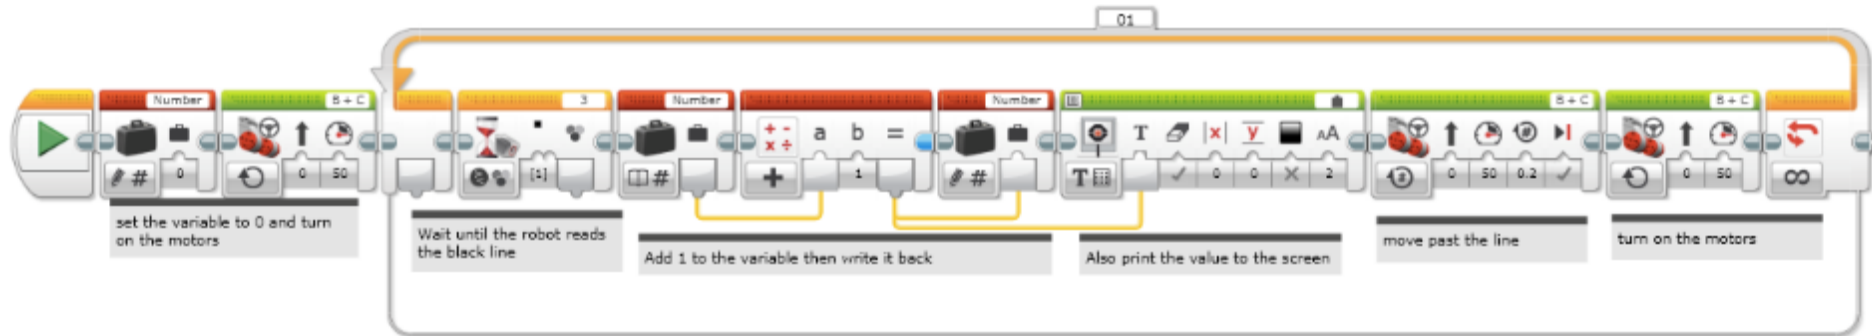 01
Number
B + C
3
Number
Number
B + C
B + C
a b =
T x y AA
#
0
0 50
[1]
#
1
#
T
0 0 2
0 50 0.2
0 50
∞
set the variable to 0 and turn
on the motors
Wait until the robot reads
the black line
Add 1 to the variable then write it back
Also print the value to the screen
move past the line
turn on the motors